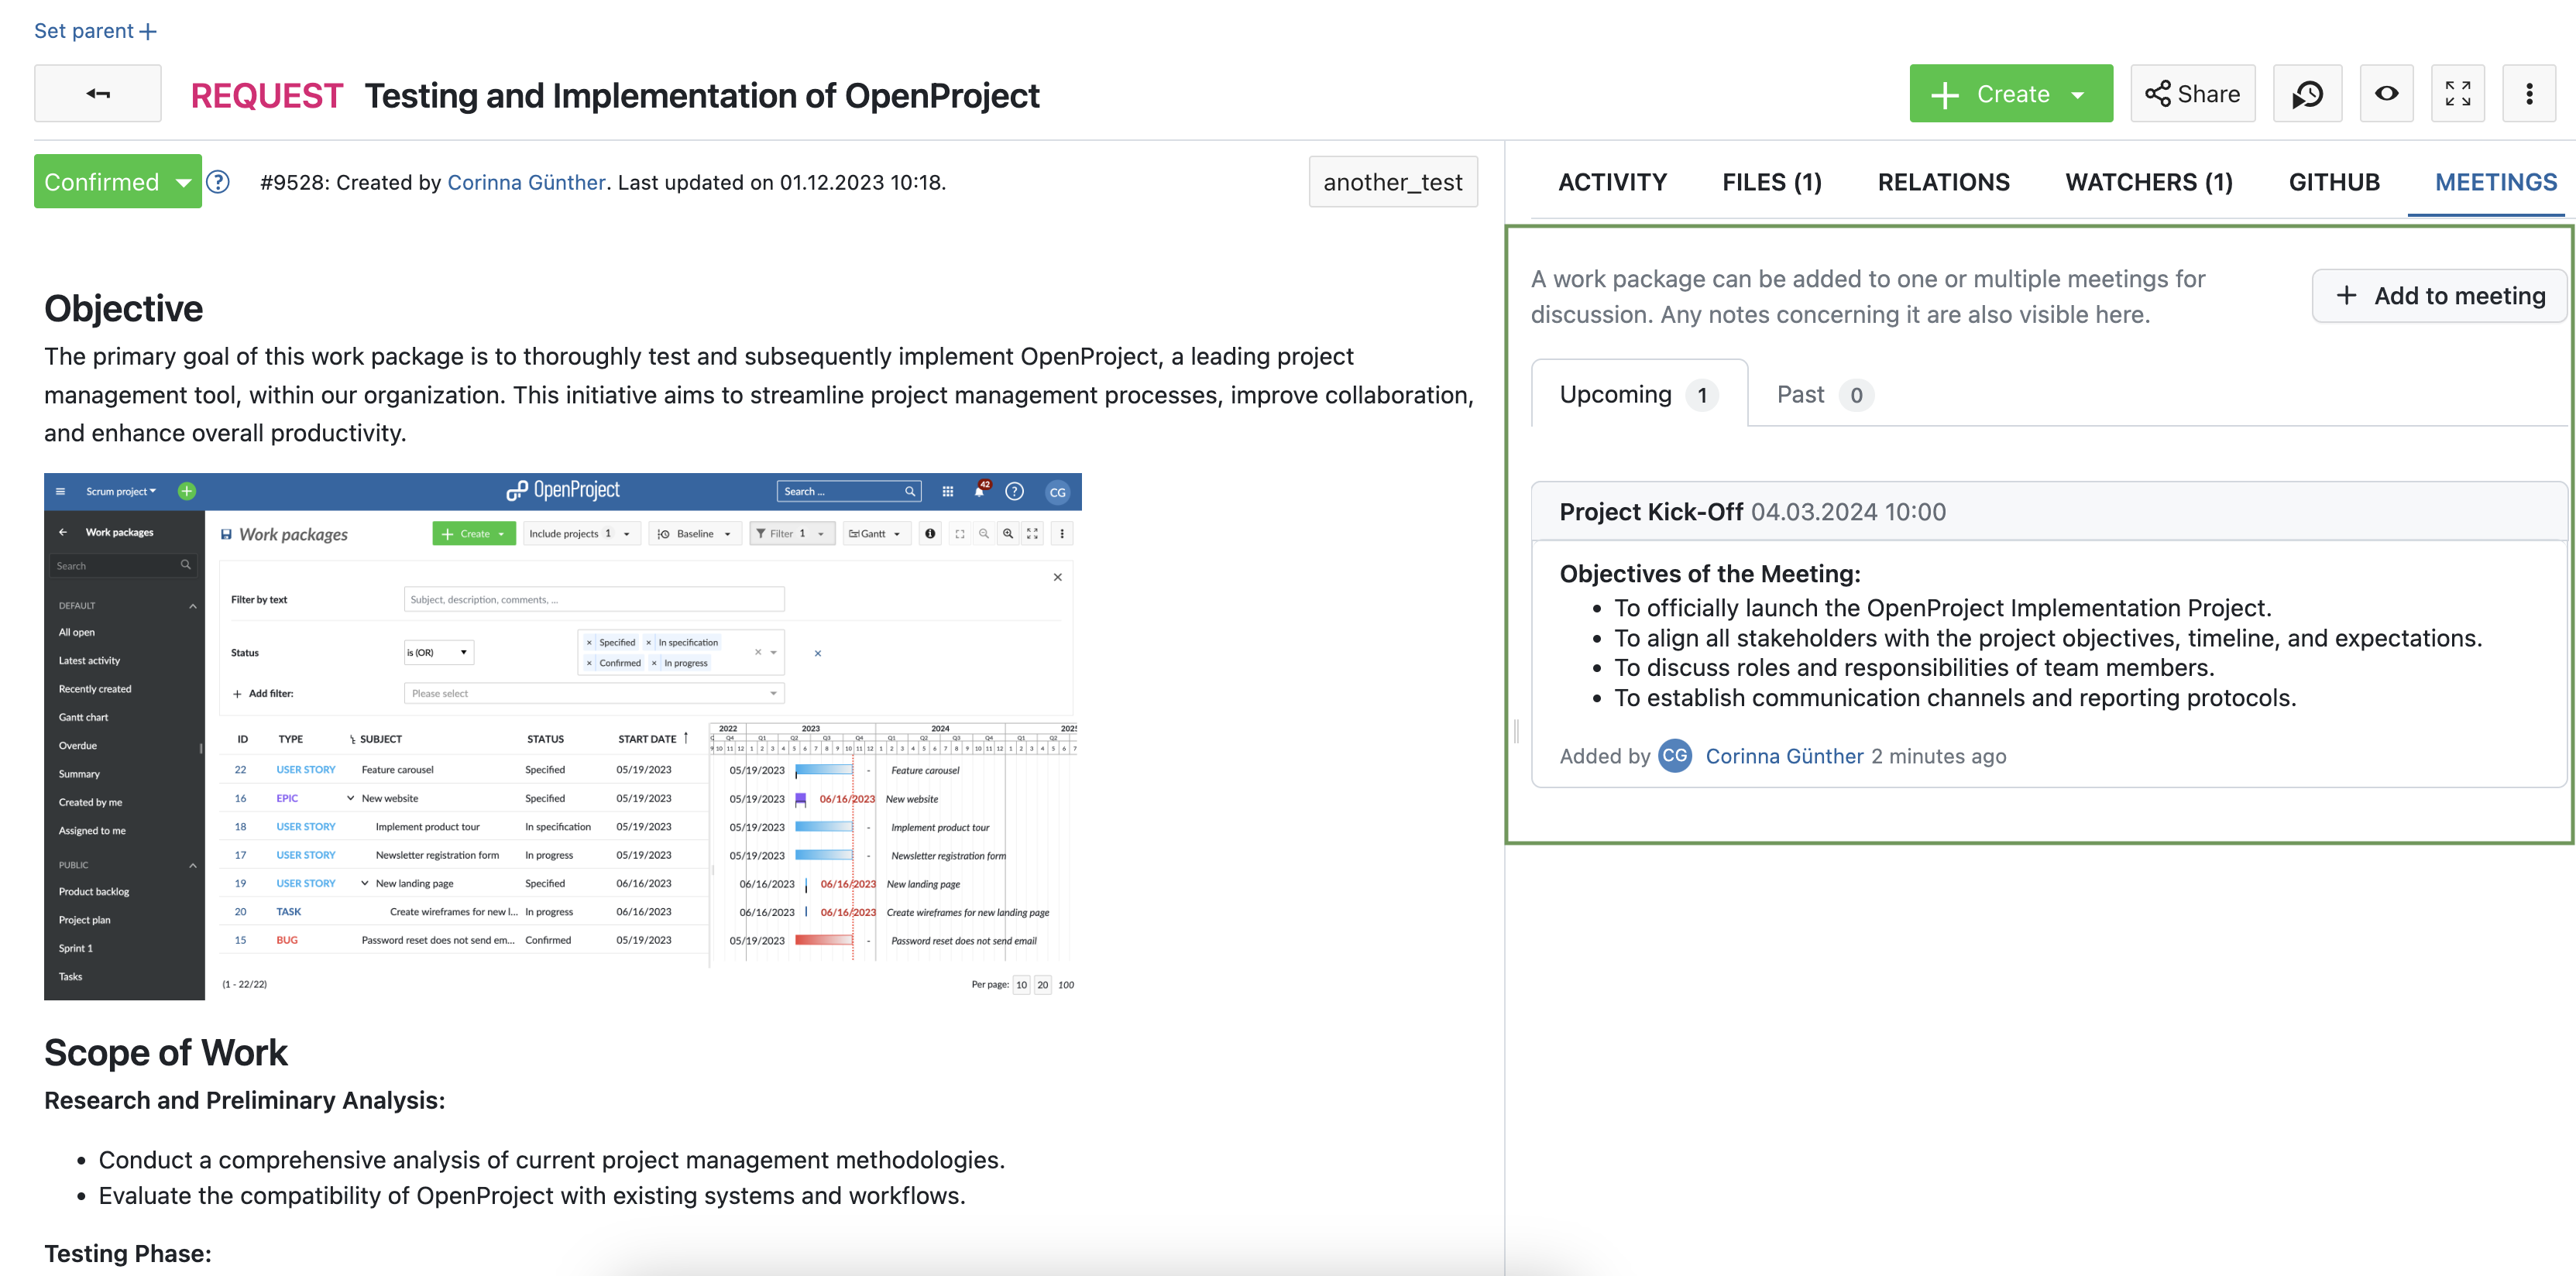 Set parent
REQUEST Testing and Implementation of OpenProject
Create
Share
Confirmed
#9528: Created by Corinna Günther. Last updated on 01.12.2023 10:18.
another_test
ACTIVITY FILES (1) RELATIONS WATCHERS (1) GITHUB MEETINGS
Objective
The primary goal of this work package is to thoroughly test and subsequently implement OpenProject, a leading project
management tool, within our organization. This initiative aims to streamline project management processes, improve collaboration,
and enhance overall productivity.
Scrum project
OpenProject
Search ...
42
CG
Work packages
Search
DEFAULT
All open
Latest activity
Recently created
Gantt chart
Overdue
Summary
Created by me
Assigned to me
PUBLIC
Product backlog
Project plan
Sprint 1
Tasks
Work packages
Create
Include projects 1
Baseline
Filter 1
Gantt
Filter by text
Subject, description, comments, ...
Status
is (OR)
× Specified × In specification
× Confirmed × In progress
Add filter:
Please select
ID TYPE SUBJECT STATUS START DATE
22 USER STORY Feature carousel Specified 05/19/2023
16 EPIC New website Specified 05/19/2023
18 USER STORY Implement product tour In specification 05/19/2023
17 USER STORY Newsletter registration form In progress 05/19/2023
19 USER STORY New landing page Specified 06/16/2023
20 TASK Create wireframes for new l... In progress 06/16/2023
15 BUG Password reset does not send em... Confirmed 05/19/2023
2022 2023 2024
Q4 Q1 Q2 Q3 Q4 Q1 Q2 Q3 Q4 Q1 Q2
05/19/2023 - Feature carousel
05/19/2023 06/16/2023 New website
05/19/2023 - Implement product tour
05/19/2023 - Newsletter registration form
06/16/2023 06/16/2023 New landing page
06/16/2023 06/16/2023 Create wireframes for new landing page
05/19/2023 - Password reset does not send email
(1 - 22/22)
Per page: 10 20 100
Scope of Work
Research and Preliminary Analysis:
• Conduct a comprehensive analysis of current project management methodologies.
• Evaluate the compatibility of OpenProject with existing systems and workflows.
Testing Phase:
A work package can be added to one or multiple meetings for
discussion. Any notes concerning it are also visible here.
Add to meeting
Upcoming 1
Past 0
Project Kick-Off 04.03.2024 10:00
Objectives of the Meeting:
• To officially launch the OpenProject Implementation Project.
• To align all stakeholders with the project objectives, timeline, and expectations.
• To discuss roles and responsibilities of team members.
• To establish communication channels and reporting protocols.
Added by CG Corinna Günther 2 minutes ago